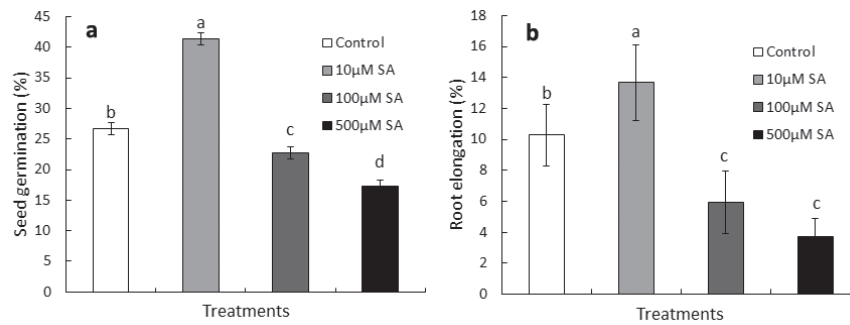 a
Seed germination (%)
45
40
35
30
25
20
15
10
5
0
b
a
c
d
Control
10μM SA
100μM SA
500μM SA
Treatments
b
Root elongation (%)
18
16
14
12
10
8
6
4
2
0
b
a
c
c
Control
10μM SA
100μM SA
500μM SA
Treatments